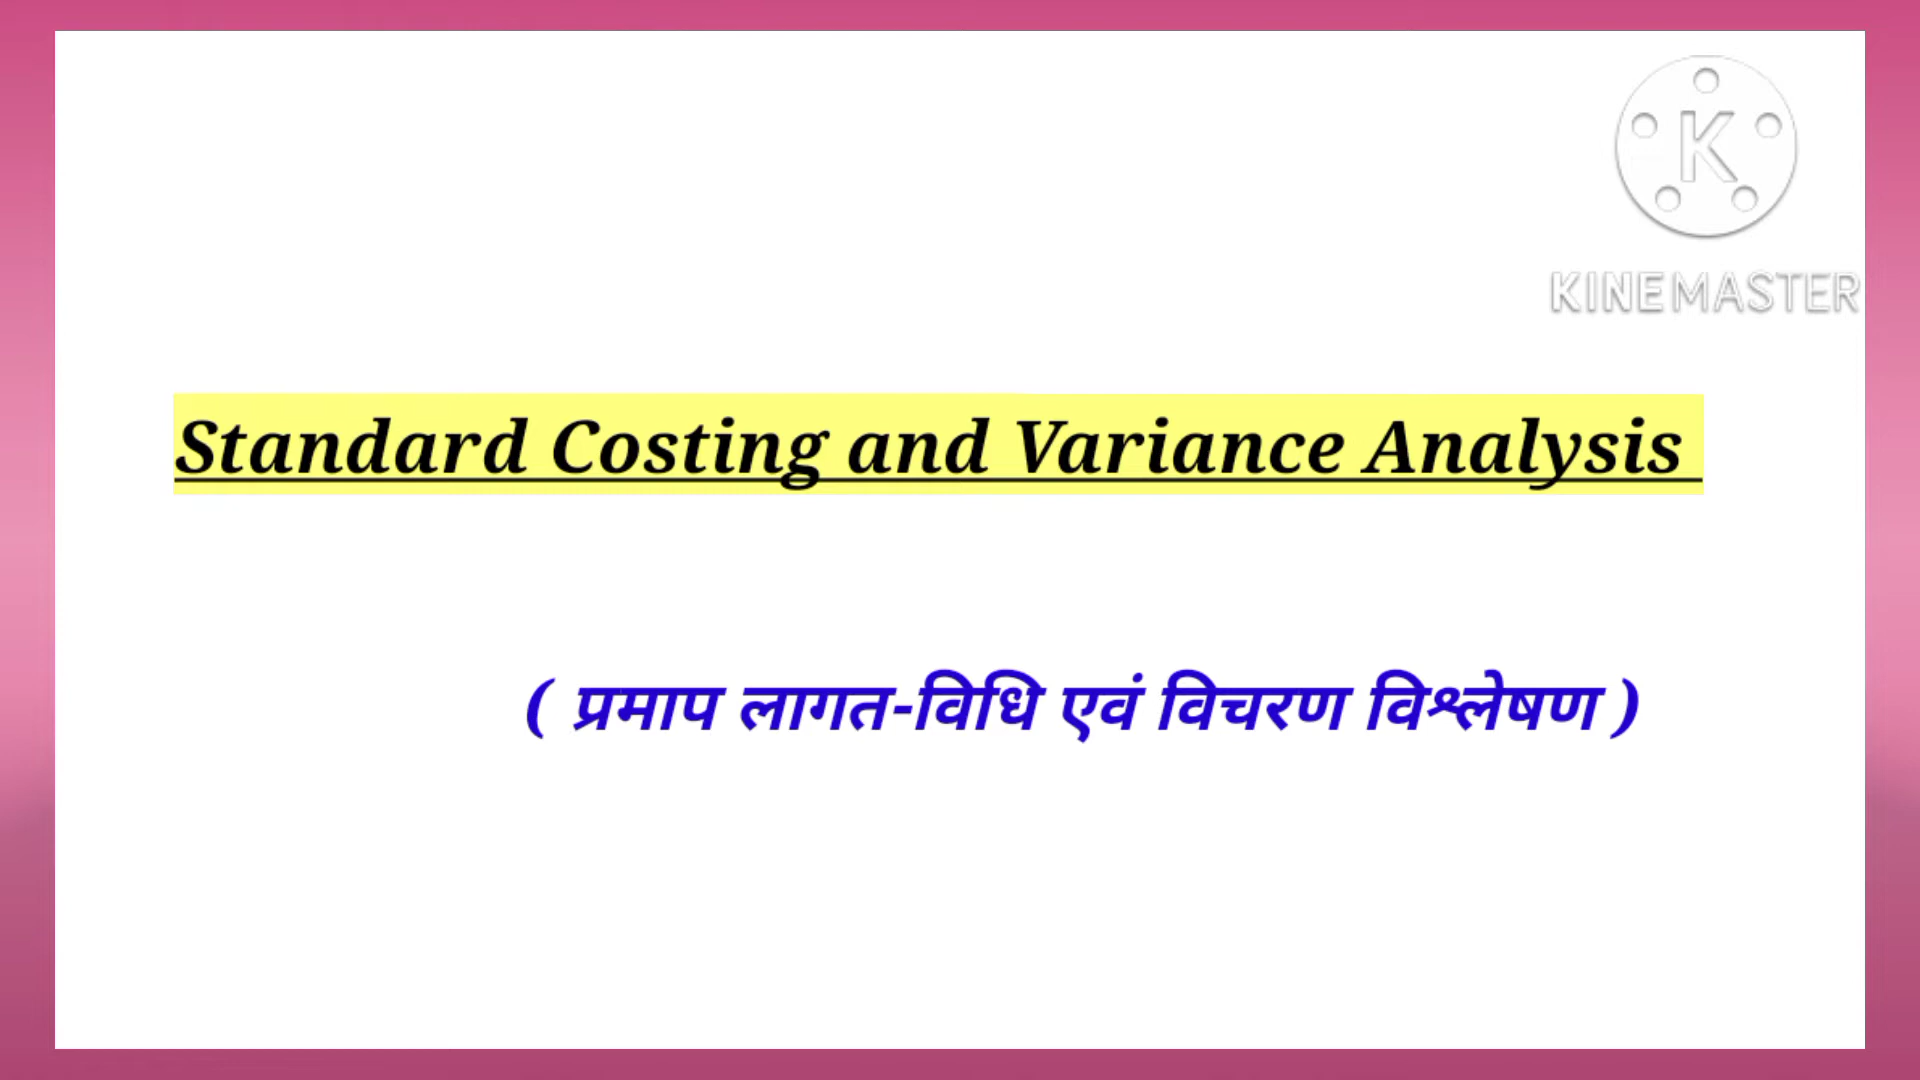 K
KINEMASTER
Standard Costing and Variance Analysis
( प्रमाप लागत-विधि एवं विचरण विश्लेषण )